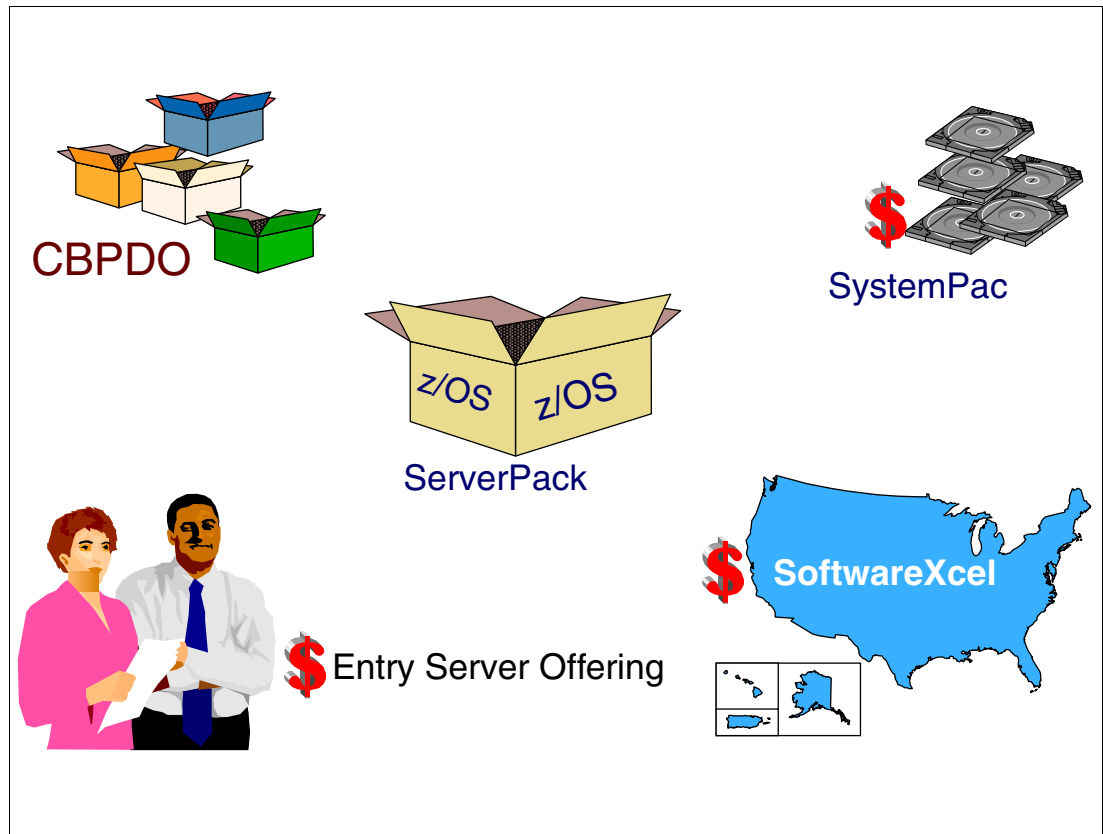 CBPDO
$
SystemPac
z/OS z/OS
ServerPack
$ SoftwareXcel
$ Entry Server Offering